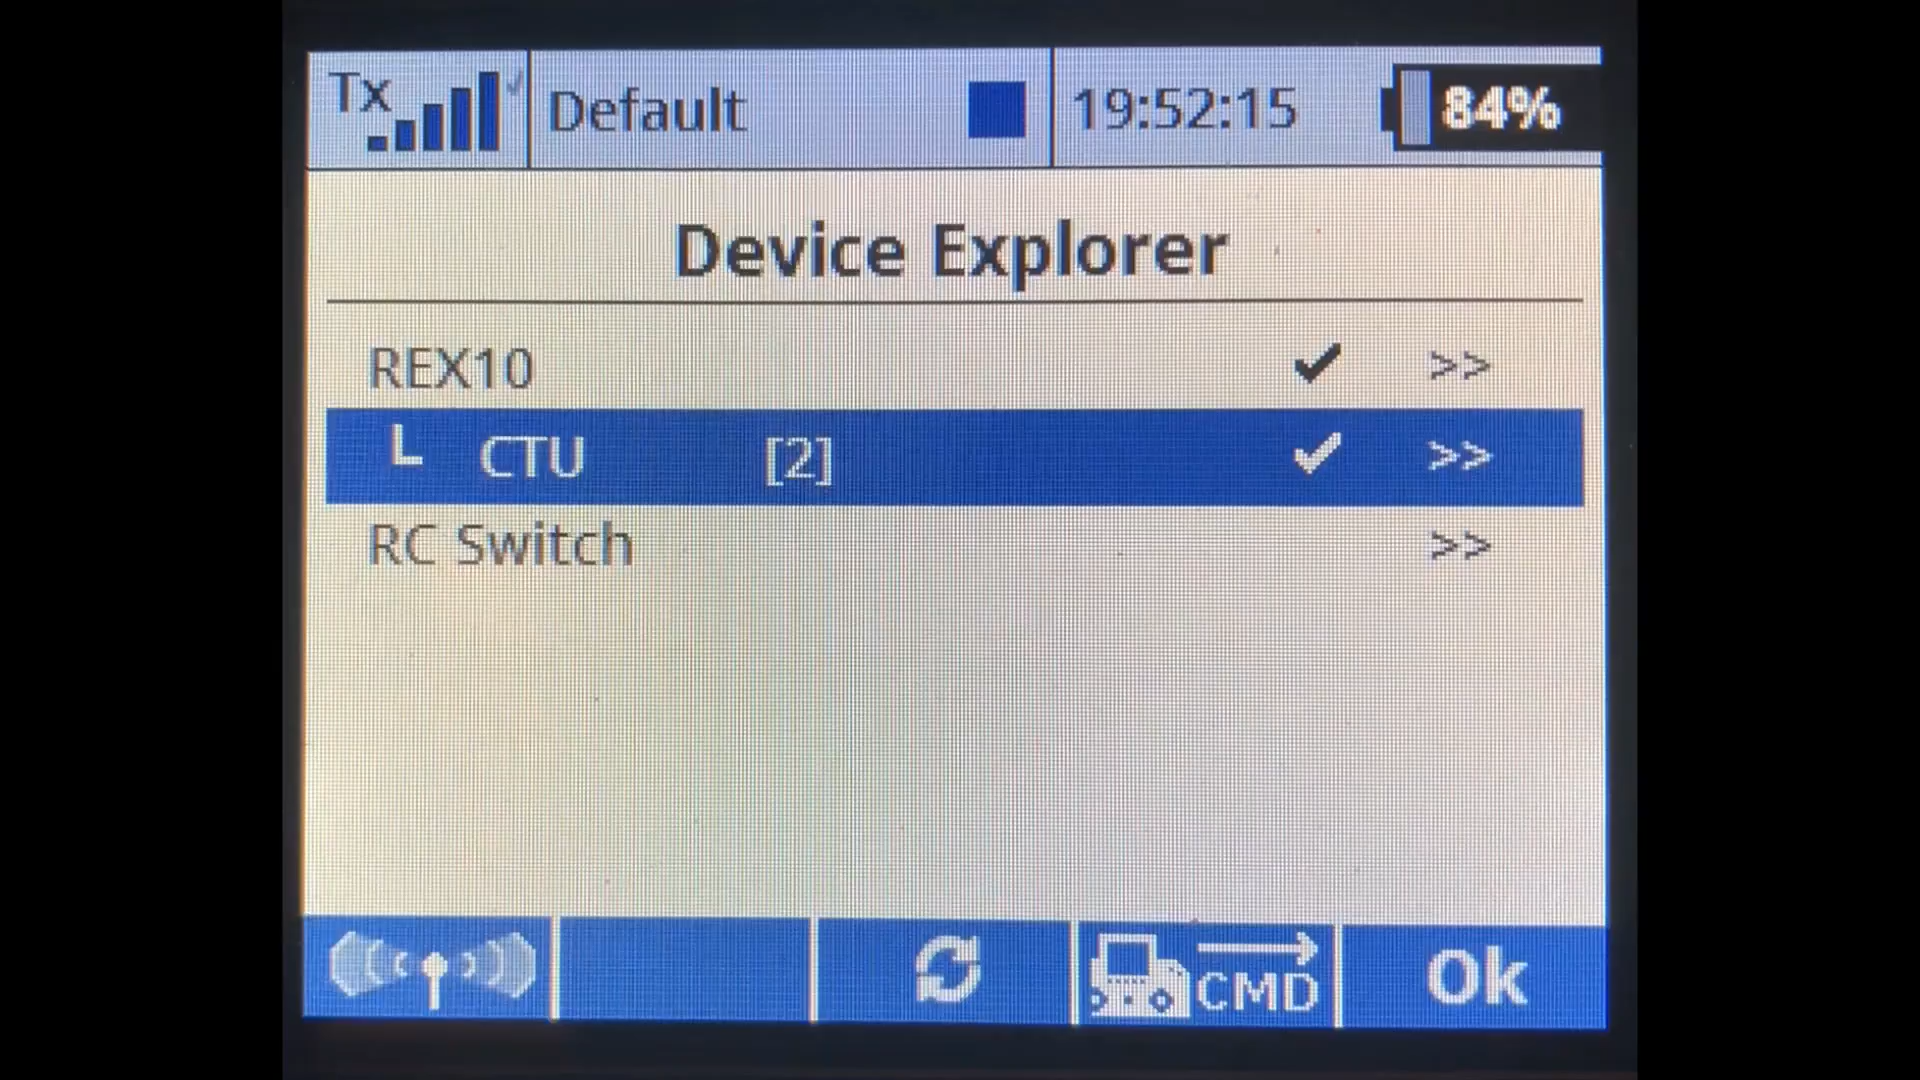 Tx Default 19:52:15 84%
Device Explorer
REX10 >>
CTU [2] >>
RC Switch >>
CMD Ok